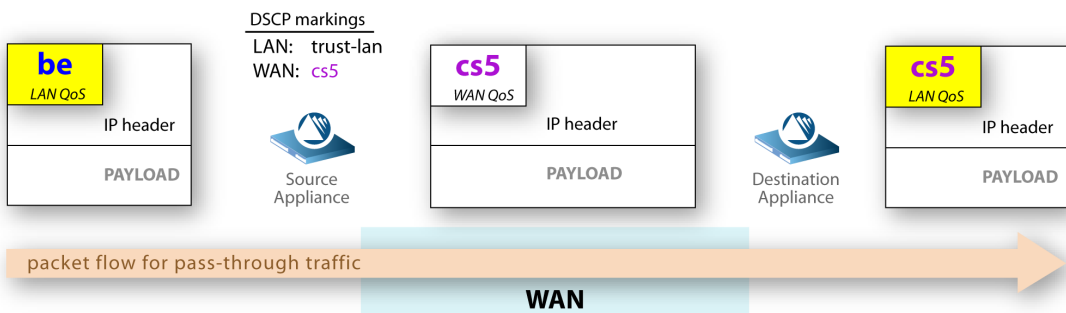 DSCP markings
LAN: trust-lan
WAN: cs5
be
LAN QoS
IP header
PAYLOAD
Source
Appliance
cs5
WAN QoS
IP header
PAYLOAD
Destination
Appliance
cs5
LAN QoS
IP header
PAYLOAD
packet flow for pass-through traffic
WAN